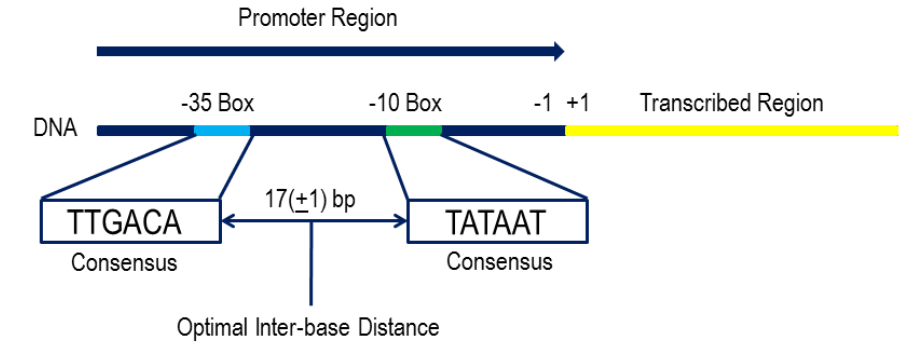 Promoter Region
-35 Box
-10 Box
-1 +1
Transcribed Region
DNA
17(±1) bp
TTGACA
TATAAT
Consensus
Consensus
Optimal Inter-base Distance